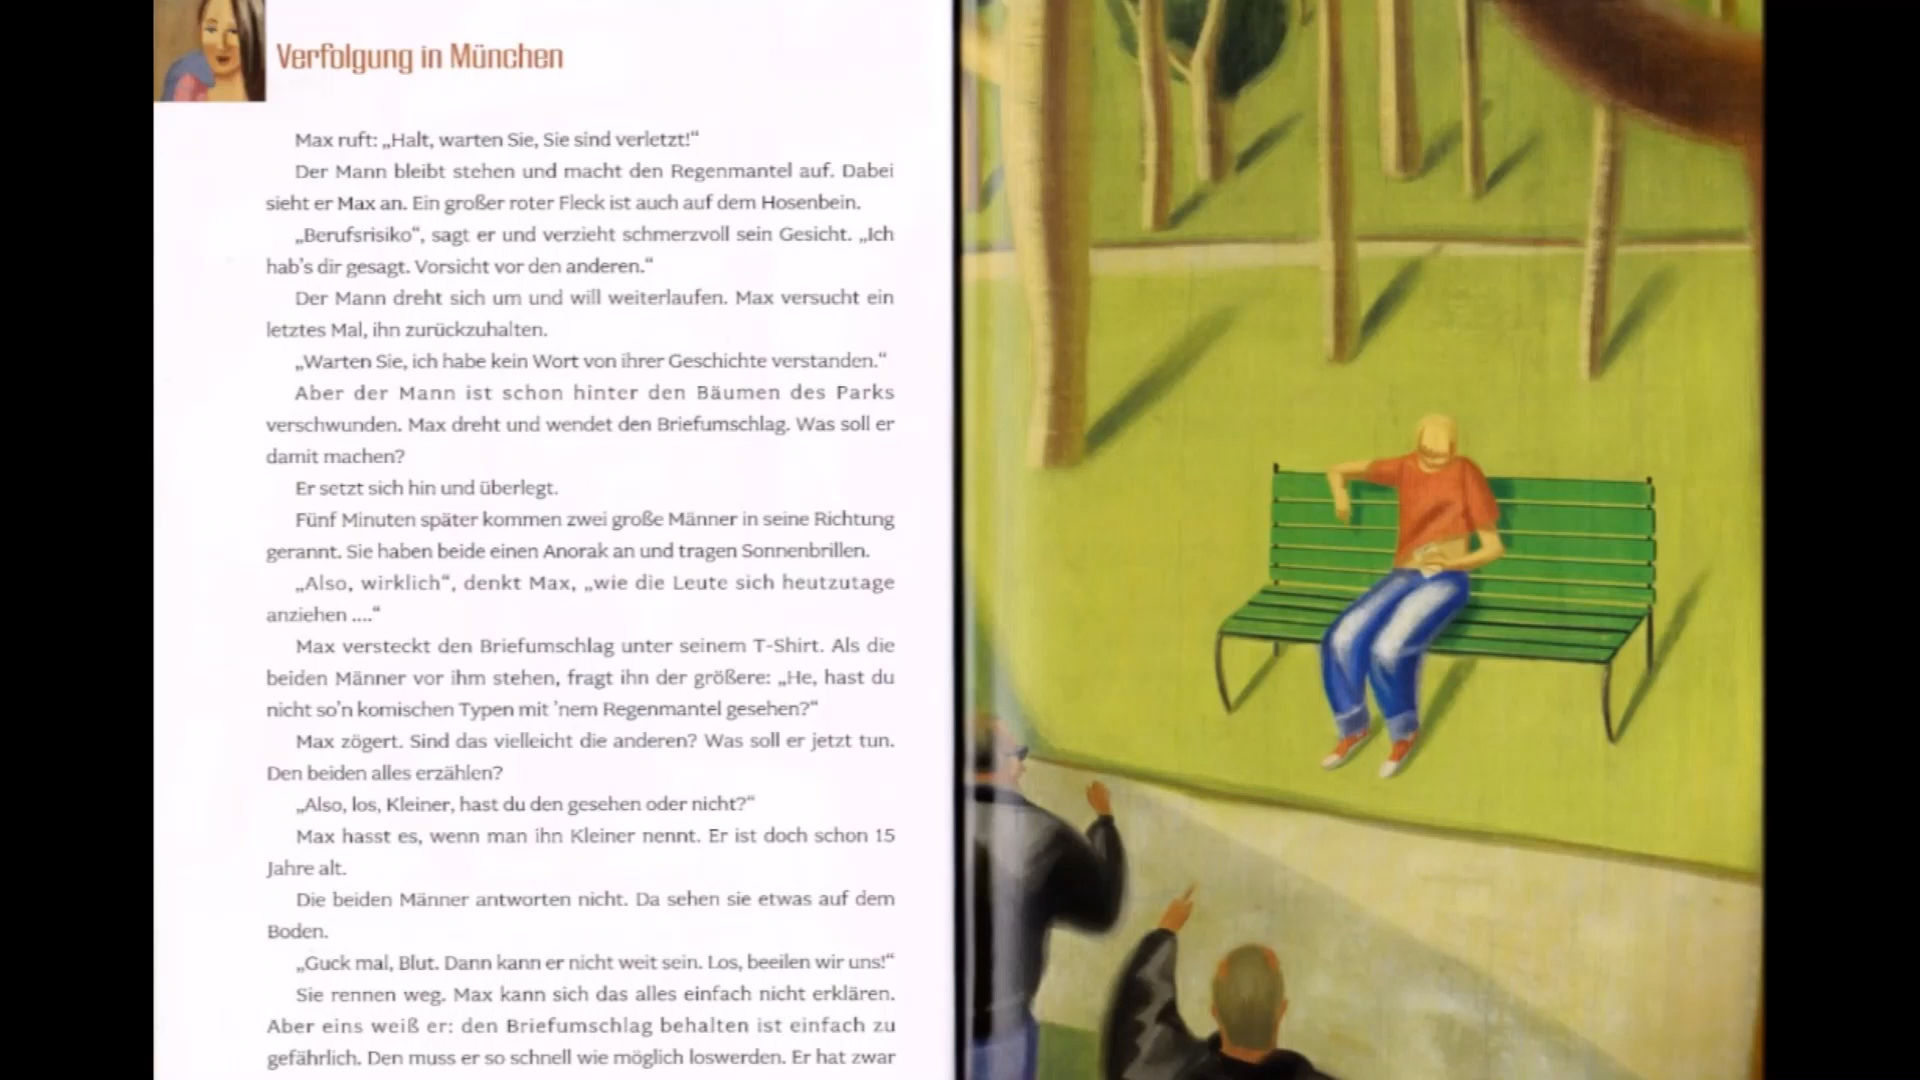 Verfolgung in München
Max ruft: „Halt, warten Sie, Sie sind verletzt!“
Der Mann bleibt stehen und macht den Regenmantel auf. Dabei
sieht er Max an. Ein großer roter Fleck ist auch auf dem Hosenbein.
„Berufsrisiko“, sagt er und verzieht schmerzvoll sein Gesicht. „Ich
hab’s dir gesagt. Vorsicht vor den anderen.“
Der Mann dreht sich um und will weiterlaufen. Max versucht ein
letztes Mal, ihn zurückzuhalten.
„Warten Sie, ich habe kein Wort von ihrer Geschichte verstanden.“
Aber der Mann ist schon hinter den Bäumen des Parks
verschwunden. Max dreht und wendet den Briefumschlag. Was soll er
damit machen?
Er setzt sich hin und überlegt.
Fünf Minuten später kommen zwei große Männer in seine Richtung
gerannt. Sie haben beide einen Anorak an und tragen Sonnenbrillen.
„Also, wirklich“, denkt Max, „wie die Leute sich heutzutage
anziehen ....“
Max versteckt den Briefumschlag unter seinem T-Shirt. Als die
beiden Männer vor ihm stehen, fragt ihn der größere: „He, hast du
nicht so’n komischen Typen mit ’nem Regenmantel gesehen?“
Max zögert. Sind das vielleicht die anderen? Was soll er jetzt tun.
Den beiden alles erzählen?
„Also, los, Kleiner, hast du den gesehen oder nicht?“
Max hasst es, wenn man ihn Kleiner nennt. Er ist doch schon 15
Jahre alt.
Die beiden Männer antworten nicht. Da sehen sie etwas auf dem
Boden.
„Guck mal, Blut. Dann kann er nicht weit sein. Los, beeilen wir uns!“
Sie rennen weg. Max kann sich das alles einfach nicht erklären.
Aber eins weiß er: den Briefumschlag behalten ist einfach zu
gefährlich. Den muss er so schnell wie möglich loswerden. Er hat zwar